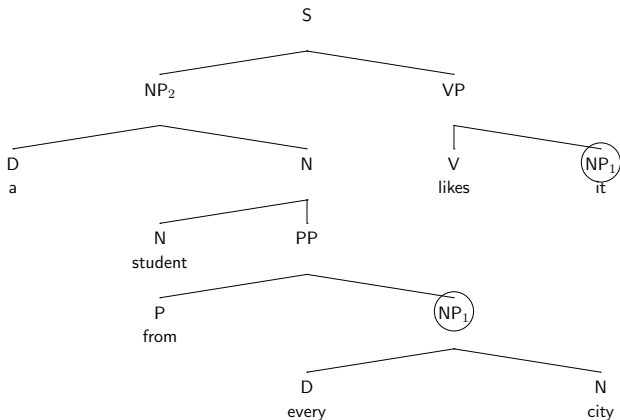 S
NP₂ VP
D N V NP₁
a likes it
N PP
student
P NP₁
from
D N
every city